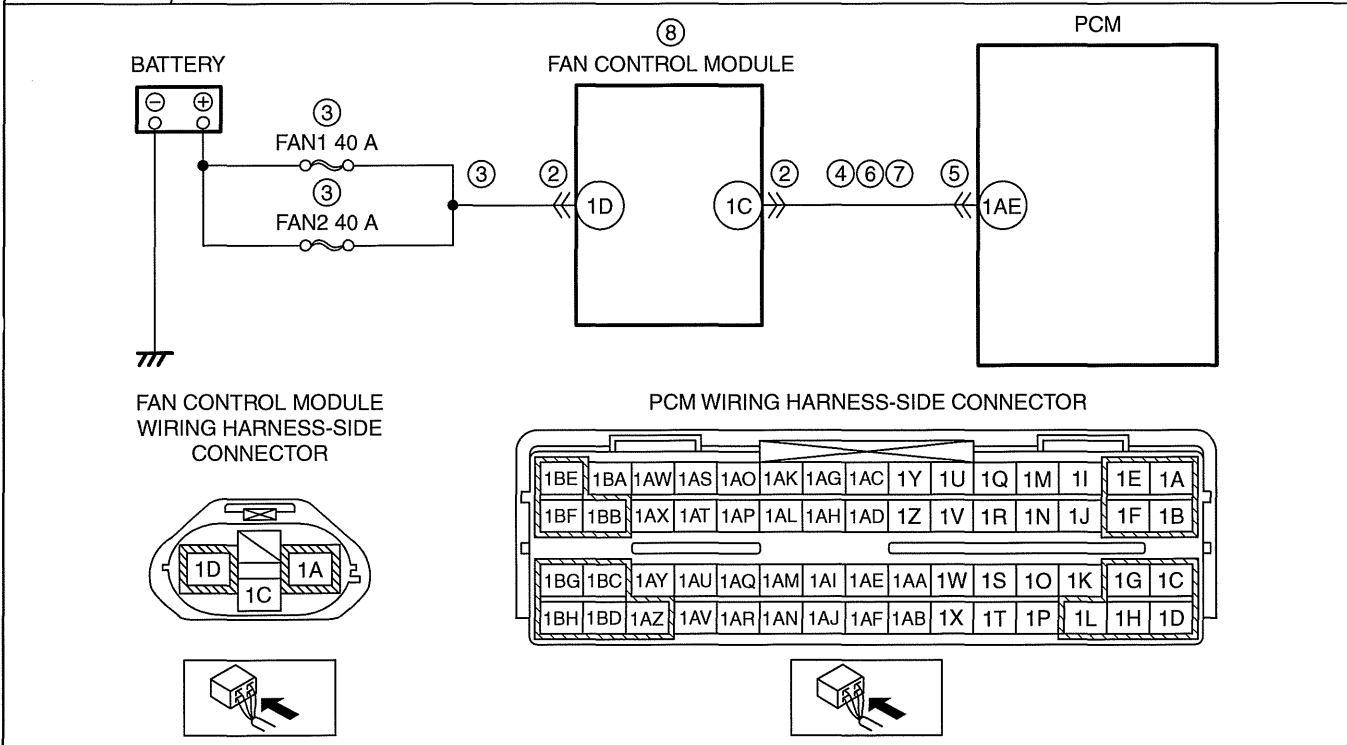 ⑧
PCM
BATTERY
FAN CONTROL MODULE
⊖ ⊕
③
FAN1 40 A
③ ② ② ④⑥⑦ ⑤
③
1D 1C 1AE
FAN2 40 A
FAN CONTROL MODULE
WIRING HARNESS-SIDE
CONNECTOR
1D 1A
1C
PCM WIRING HARNESS-SIDE CONNECTOR
1BE 1BA 1AW 1AS 1AO 1AK 1AG 1AC 1Y 1U 1Q 1M 1I 1E 1A
1BF 1BB 1AX 1AT 1AP 1AL 1AH 1AD 1Z 1V 1R 1N 1J 1F 1B
1BG 1BC 1AY 1AU 1AQ 1AM 1AI 1AE 1AA 1W 1S 1O 1K 1G 1C
1BH 1BD 1AZ 1AV 1AR 1AN 1AJ 1AF 1AB 1X 1T 1P 1L 1H 1D